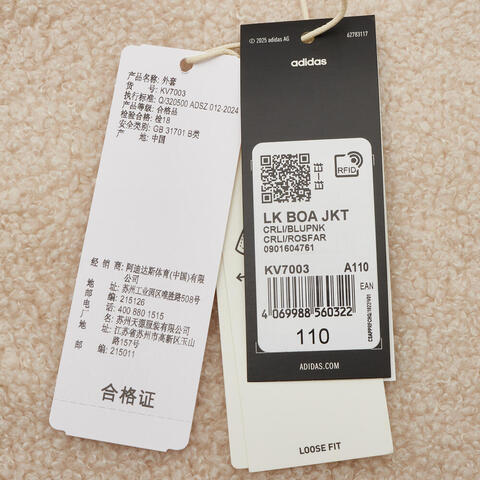 产品名称: 外套
货 号: KV7003
执行标准: Q/320500 ADSZ 012-2024
产品等级: 合格品
检验合格: 检18
安全类别: GB 31701 B类
产 地: 中国
经 销 商: 阿迪达斯体育(中国)有限公司
地 址: 苏州工业园区唯胜路508号
邮 编: 215126
电 话: 400 880 1515
厂 名: 苏州天源服装有限公司
地 址: 江苏省苏州市高新区玉山路157号
邮 编: 215011
合格证
© 2025 adidas AG
62783117
adidas
RFID
LK BOA JKT
CRLI/BLUPNK
CRLI/ROSFAR
0901604761
KV7003 A110
EAN
4 069988 560322
110
ADIDAS.COM
LOOSE FIT